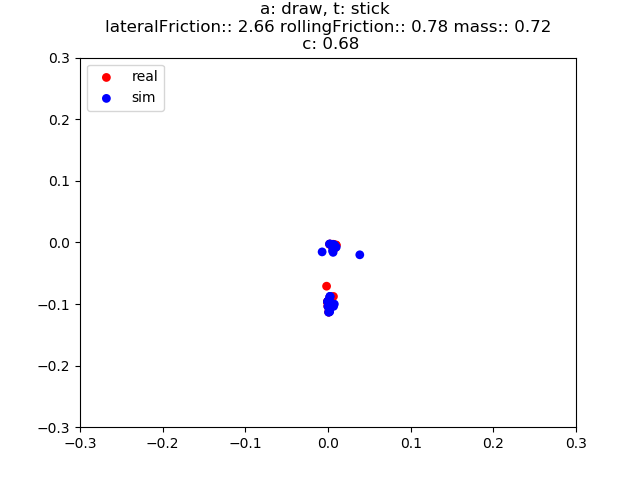 a: draw, t: stick
lateralFriction:: 2.66 rollingFriction:: 0.78 mass:: 0.72
c: 0.68
real
sim
0.3
0.2
0.1
0.0
−0.1
−0.2
−0.3
−0.3
−0.2
−0.1
0.0
0.1
0.2
0.3